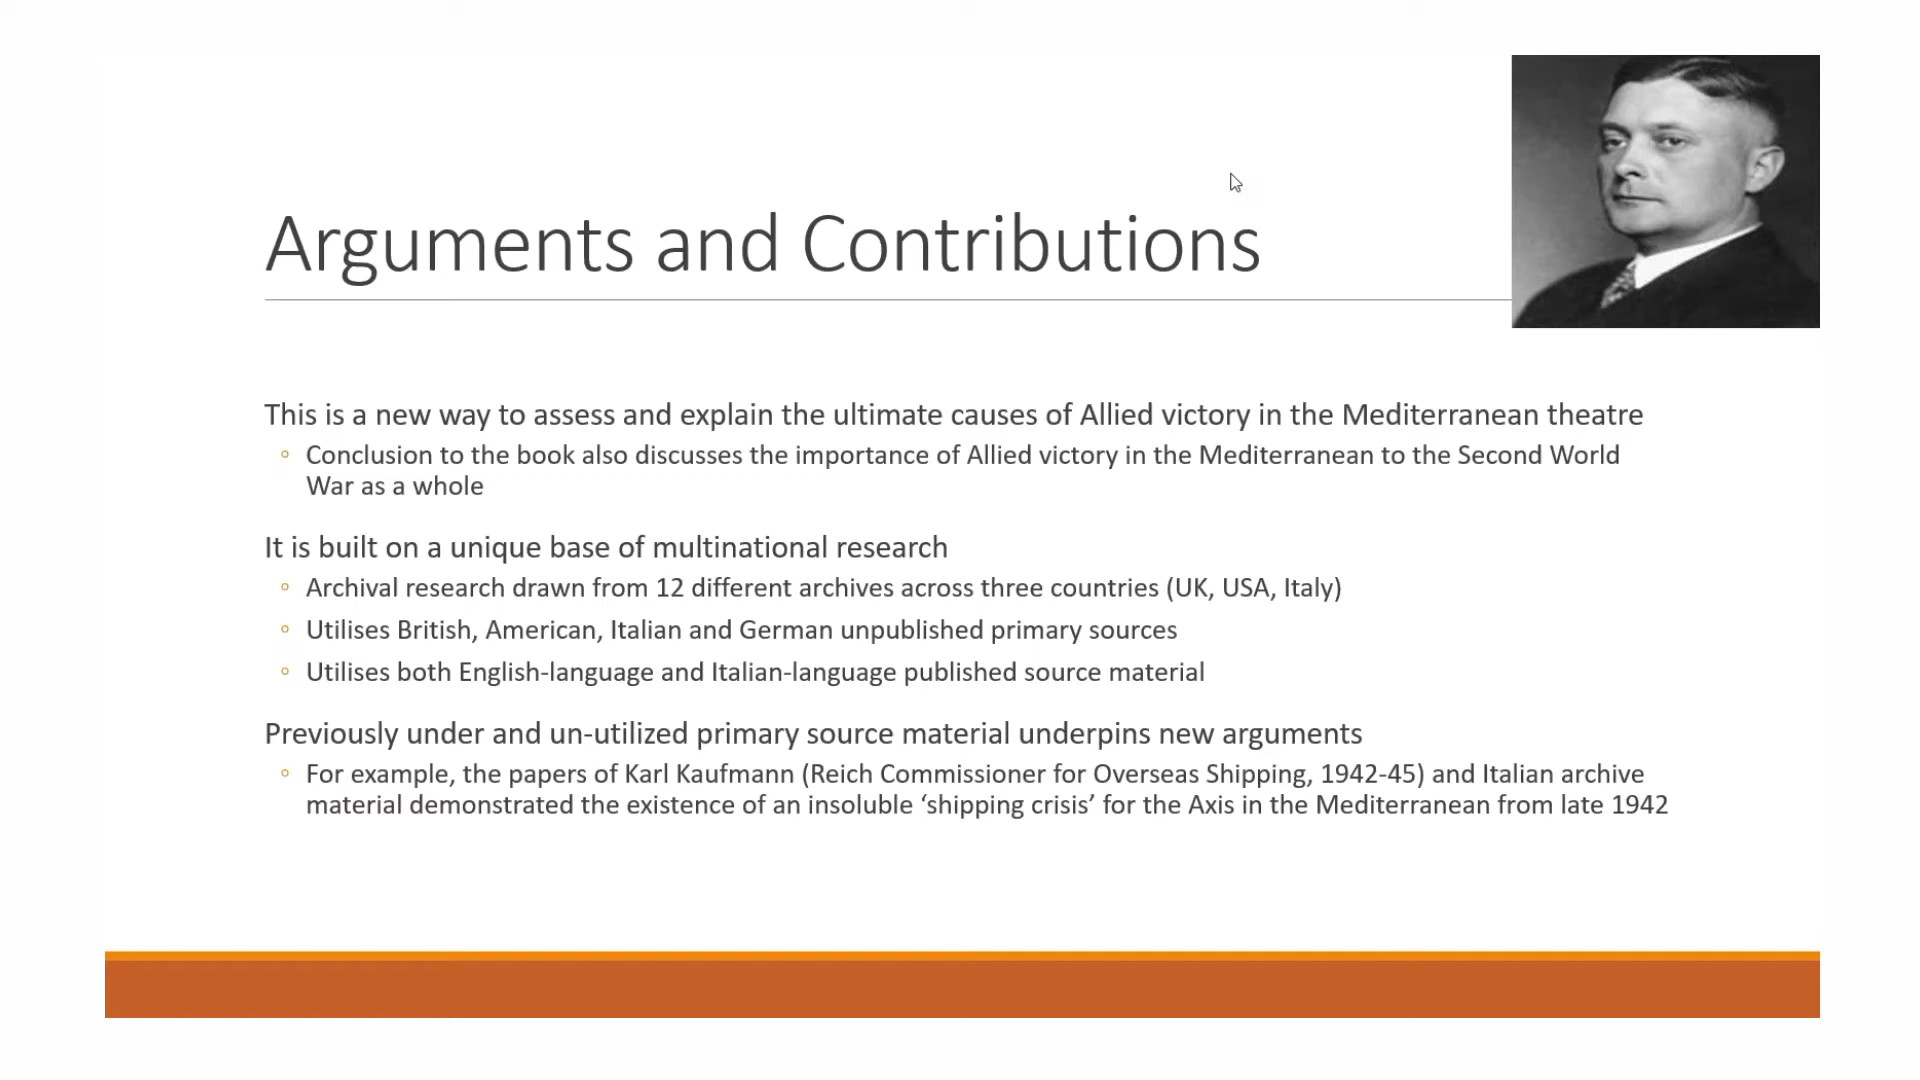 Arguments and Contributions
This is a new way to assess and explain the ultimate causes of Allied victory in the Mediterranean theatre
◦ Conclusion to the book also discusses the importance of Allied victory in the Mediterranean to the Second World
War as a whole
It is built on a unique base of multinational research
◦ Archival research drawn from 12 different archives across three countries (UK, USA, Italy)
◦ Utilises British, American, Italian and German unpublished primary sources
◦ Utilises both English-language and Italian-language published source material
Previously under and un-utilized primary source material underpins new arguments
◦ For example, the papers of Karl Kaufmann (Reich Commissioner for Overseas Shipping, 1942-45) and Italian archive
material demonstrated the existence of an insoluble ‘shipping crisis’ for the Axis in the Mediterranean from late 1942